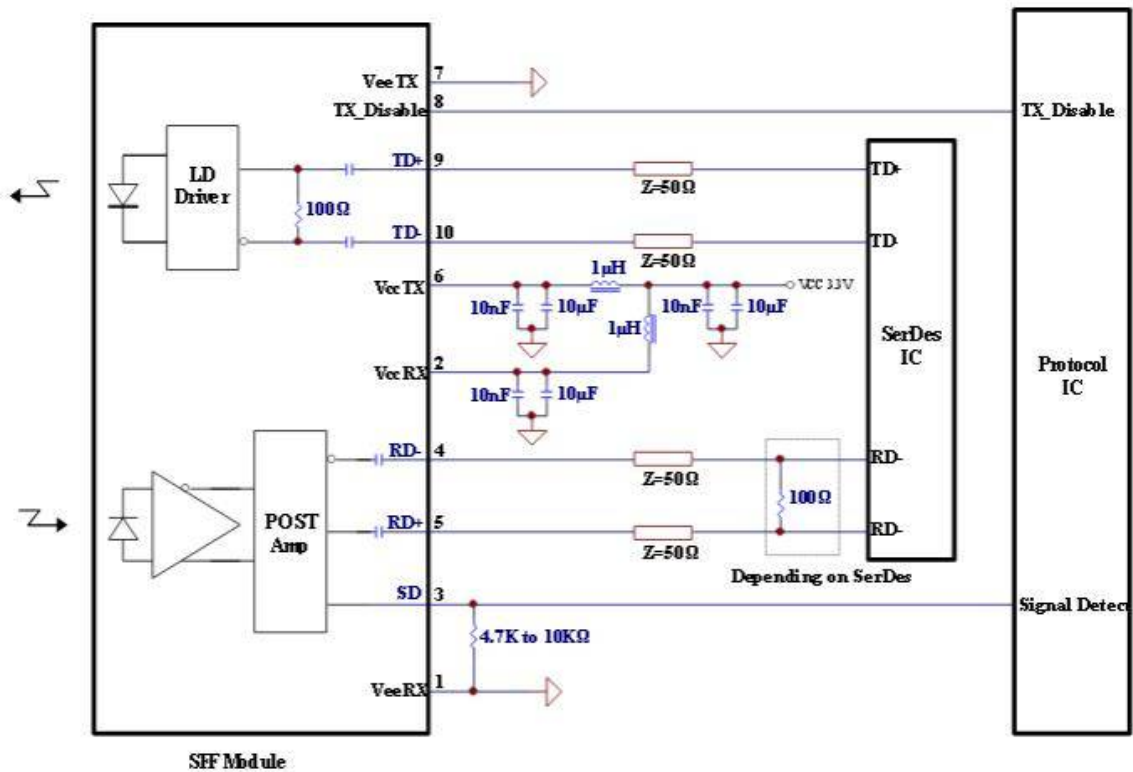 7
VeeTX
8
TX_Disable
TX_Disable
LD
Driver
TD+
9
TD+
Z=50Ω
100Ω
TD-
10
TD-
Z=50Ω
1μH
6
VccTX
VCC 3.3V
10nF
10μF
10nF
10μF
1μH
SerDes
IC
2
VccRX
Protocol
IC
10nF
10μF
RD-
4
RD-
Z=50Ω
100Ω
POST
Amp
RD+
5
RD-
Z=50Ω
Depending on SerDes
SD
3
Signal Detect
4.7K to 10KΩ
1
VeeRX
SFF Module